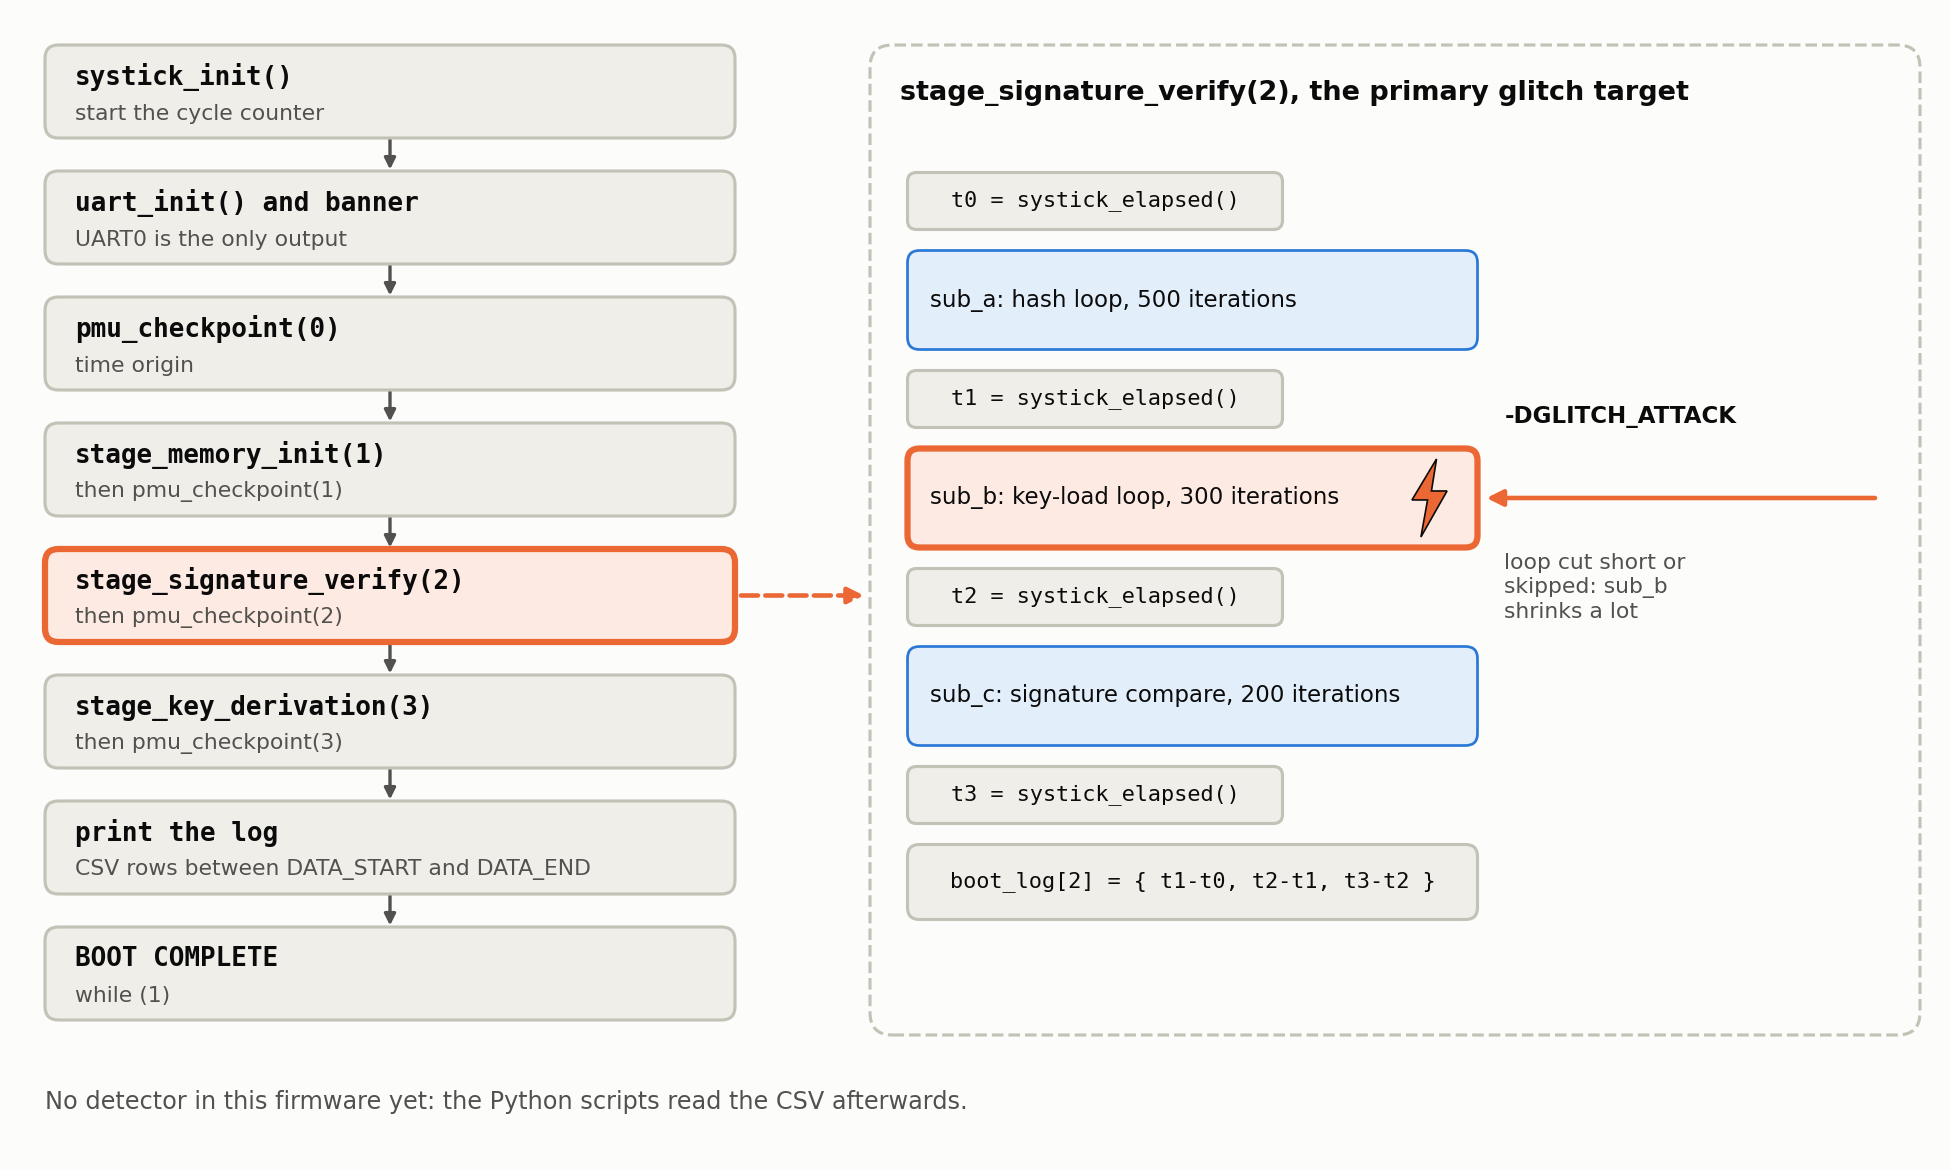 systick_init()
start the cycle counter
uart_init() and banner
UART0 is the only output
pmu_checkpoint(0)
time origin
stage_memory_init(1)
then pmu_checkpoint(1)
stage_signature_verify(2)
then pmu_checkpoint(2)
stage_key_derivation(3)
then pmu_checkpoint(3)
print the log
CSV rows between DATA_START and DATA_END
BOOT COMPLETE
while (1)
stage_signature_verify(2), the primary glitch target
t0 = systick_elapsed()
sub_a: hash loop, 500 iterations
t1 = systick_elapsed()
-DGLITCH_ATTACK
sub_b: key-load loop, 300 iterations
loop cut short or
skipped: sub_b
shrinks a lot
t2 = systick_elapsed()
sub_c: signature compare, 200 iterations
t3 = systick_elapsed()
boot_log[2] = { t1-t0, t2-t1, t3-t2 }
No detector in this firmware yet: the Python scripts read the CSV afterwards.